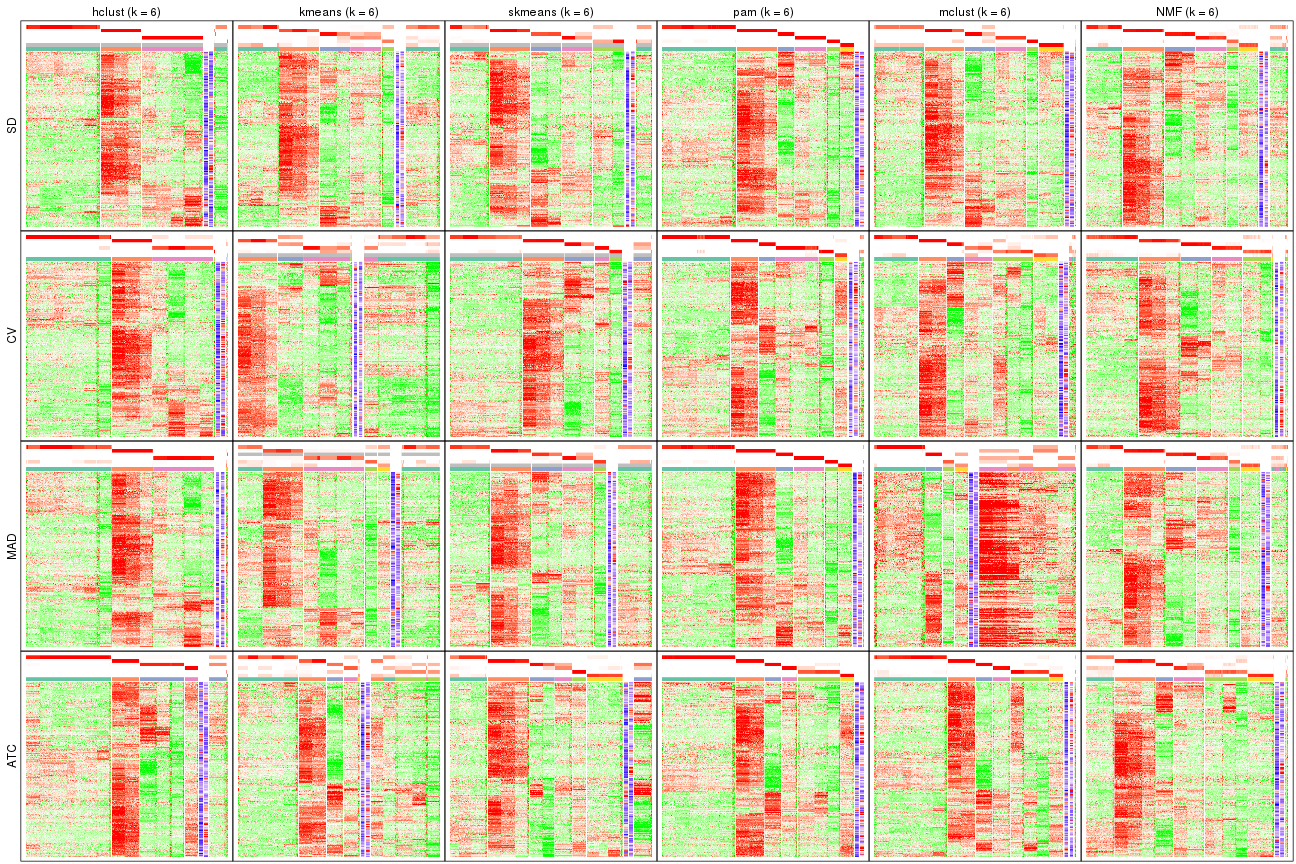 hclust (k = 6) kmeans (k = 6) skmeans (k = 6) pam (k = 6) mclust (k = 6) NMF (k = 6)
SD
CV
MAD
ATC